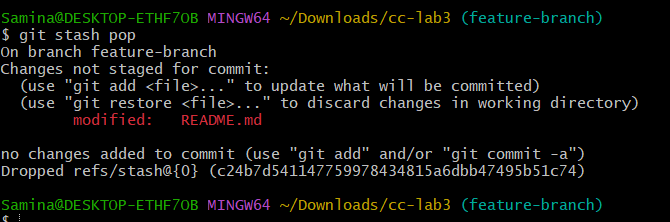 Samina@DESKTOP-ETHF7OB MINGW64 ~/Downloads/cc-lab3 (feature-branch)
$ git stash pop
On branch feature-branch
Changes not staged for commit:
  (use "git add <file>..." to update what will be committed)
  (use "git restore <file>..." to discard changes in working directory)
        modified:   README.md

no changes added to commit (use "git add" and/or "git commit -a")
Dropped refs/stash@{0} (c24b7d541147759978434815a6dbb47495b51c74)

Samina@DESKTOP-ETHF7OB MINGW64 ~/Downloads/cc-lab3 (feature-branch)
$